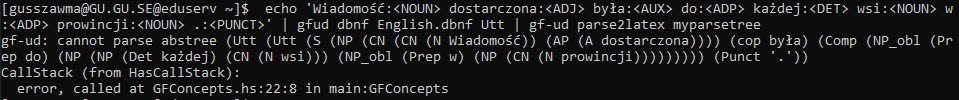 [gusszawma@GU.GU.SE@eduserv ~]$ echo 'Wiadomość:<NOUN> dostarczona:<ADJ> była:<AUX> do:<ADP> każdej:<DET> wsi:<NOUN> w
:<ADP> prowincji:<NOUN> .:<PUNCT>' | gfud dbnf English.dbnf Utt | gf-ud parse2latex myparsetree
gf-ud: cannot parse abstree (Utt (Utt (S (NP (CN (CN (N Wiadomość)) (AP (A dostarczona)))) (cop była) (Comp (NP_obl (Pr
ep do) (NP (NP (Det każdej) (CN (N wsi))) (NP_obl (Prep w) (NP (CN (N prowincji))))))))) (Punct '.'))
CallStack (from HasCallStack):
  error, called at GFConcepts.hs:22:8 in main:GFConcepts